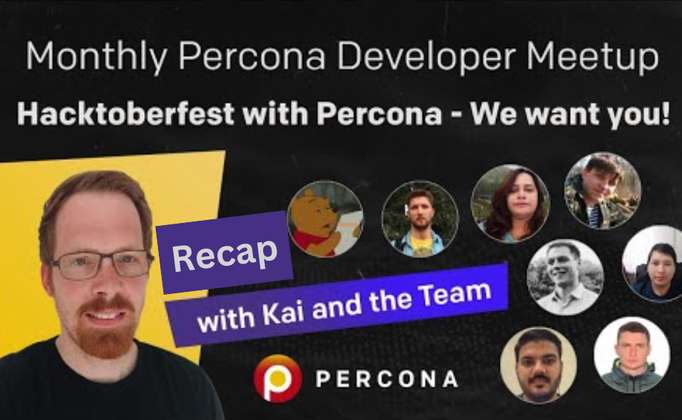 Monthly Percona Developer Meetup
Hacktoberfest with Percona - We want you!
Recap
with Kai and the Team
PERCONA